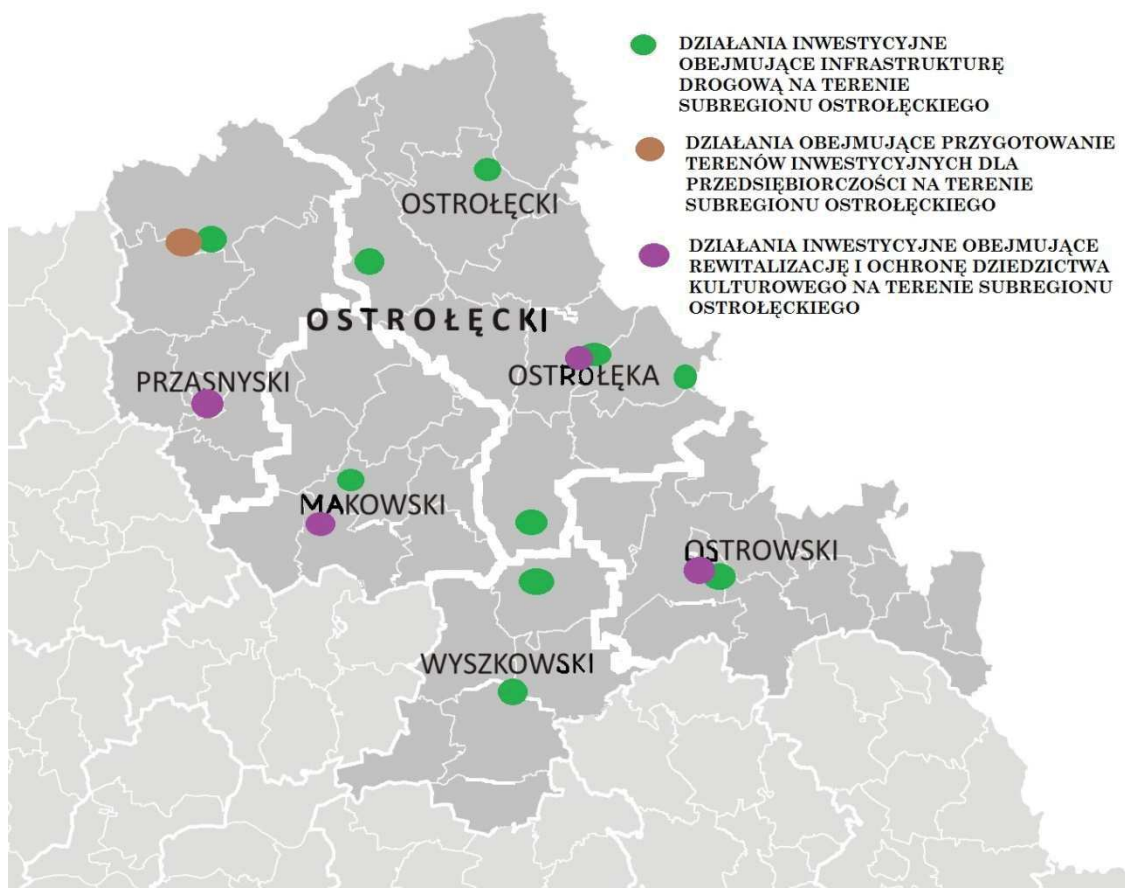 DZIAŁANIA INWESTYCYJNE
OBEJMUJĄCE INFRASTRUKTURĘ
DROGOWĄ NA TERENIE
SUBREGIONU OSTROŁĘCKIEGO
DZIAŁANIA OBEJMUJĄCE PRZYGOTOWANIE
TERENÓW INWESTYCYJNYCH DLA
PRZEDSIĘBIORCZOŚCI NA TERENIE
SUBREGIONU OSTROŁĘCKIEGO
DZIAŁANIA INWESTYCYJNE OBEJMUJĄCE
REWITALIZACJĘ I OCHRONĘ DZIEDZICTWA
KULTUROWEGO NA TERENIE SUBREGIONU
OSTROŁĘCKIEGO
OSTROŁĘCKI
OSTROŁĘCKI
OSTROŁĘKA
PRZASNYSKI
MAKOWSKI
OSTROWSKI
WYSZKOWSKI